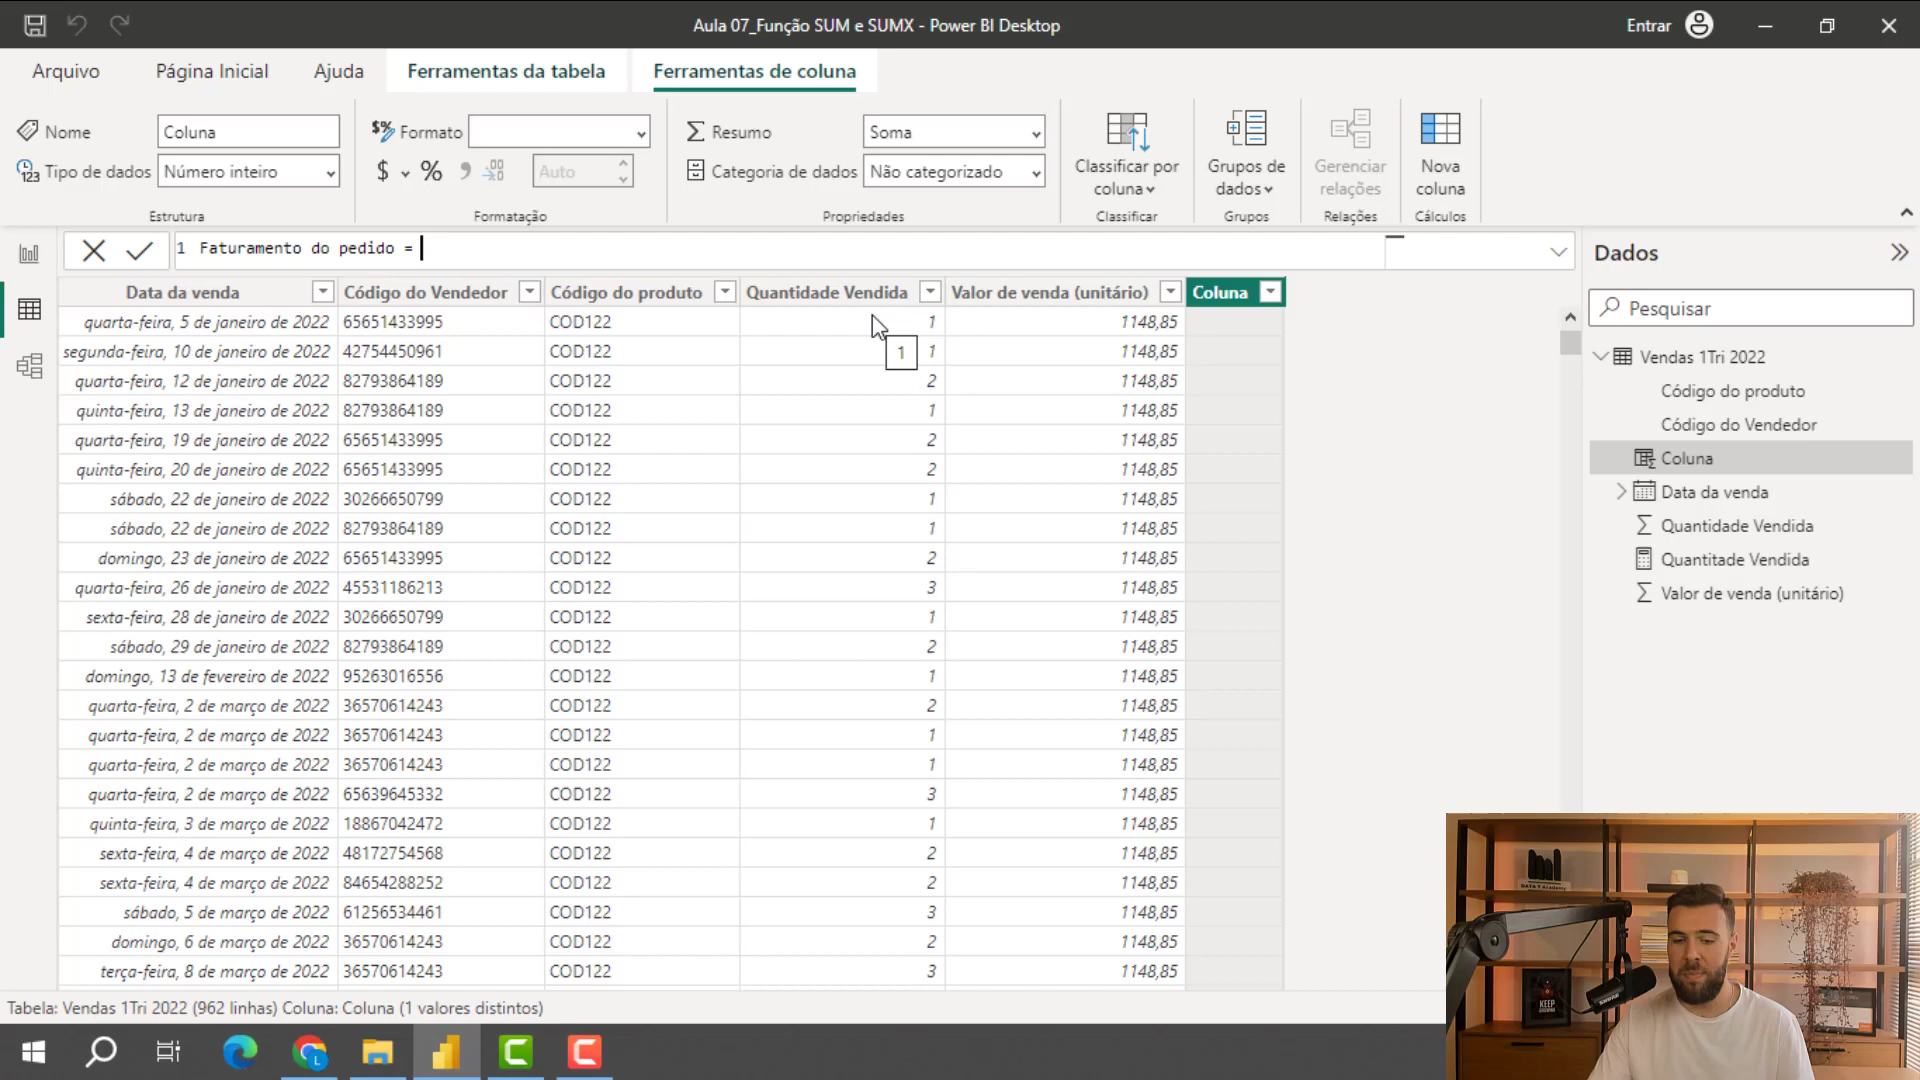 Aula 07_Função SUM e SUMX - Power BI Desktop
Entrar
Arquivo
Página Inicial
Ajuda
Ferramentas da tabela
Ferramentas de coluna
Nome
Coluna
Tipo de dados
Número inteiro
Estrutura
Formato
$
%
Auto
Formatação
Resumo
Soma
Categoria de dados
Não categorizado
Propriedades
Classificar por
coluna
Classificar
Grupos de
dados
Grupos
Gerenciar
relações
Relações
Nova
coluna
Cálculos
1 Faturamento do pedido =
Data da venda Código do Vendedor Código do produto Quantidade Vendida Valor de venda (unitário) Coluna
quarta-feira, 5 de janeiro de 2022 65651433995 COD122 1 1148,85
segunda-feira, 10 de janeiro de 2022 42754450961 COD122 1 1148,85
1
quarta-feira, 12 de janeiro de 2022 82793864189 COD122 2 1148,85
quinta-feira, 13 de janeiro de 2022 82793864189 COD122 1 1148,85
quarta-feira, 19 de janeiro de 2022 65651433995 COD122 2 1148,85
quinta-feira, 20 de janeiro de 2022 65651433995 COD122 2 1148,85
sábado, 22 de janeiro de 2022 30266650799 COD122 1 1148,85
sábado, 22 de janeiro de 2022 82793864189 COD122 1 1148,85
domingo, 23 de janeiro de 2022 65651433995 COD122 2 1148,85
quarta-feira, 26 de janeiro de 2022 45531186213 COD122 3 1148,85
sexta-feira, 28 de janeiro de 2022 30266650799 COD122 1 1148,85
sábado, 29 de janeiro de 2022 82793864189 COD122 2 1148,85
domingo, 13 de fevereiro de 2022 95263016556 COD122 1 1148,85
quarta-feira, 2 de março de 2022 36570614243 COD122 2 1148,85
quarta-feira, 2 de março de 2022 36570614243 COD122 1 1148,85
quarta-feira, 2 de março de 2022 36570614243 COD122 1 1148,85
quarta-feira, 2 de março de 2022 65639645332 COD122 3 1148,85
quinta-feira, 3 de março de 2022 18867042472 COD122 1 1148,85
sexta-feira, 4 de março de 2022 48172754568 COD122 2 1148,85
sexta-feira, 4 de março de 2022 84654288252 COD122 2 1148,85
sábado, 5 de março de 2022 61256534461 COD122 3 1148,85
domingo, 6 de março de 2022 36570614243 COD122 2 1148,85
terça-feira, 8 de março de 2022 36570614243 COD122 3 1148,85
Tabela: Vendas 1Tri 2022 (962 linhas) Coluna: Coluna (1 valores distintos)
Dados
Pesquisar
Vendas 1Tri 2022
Código do produto
Código do Vendedor
Coluna
Data da venda
Quantidade Vendida
Quantitade Vendida
Valor de venda (unitário)
KEEP
SHURE